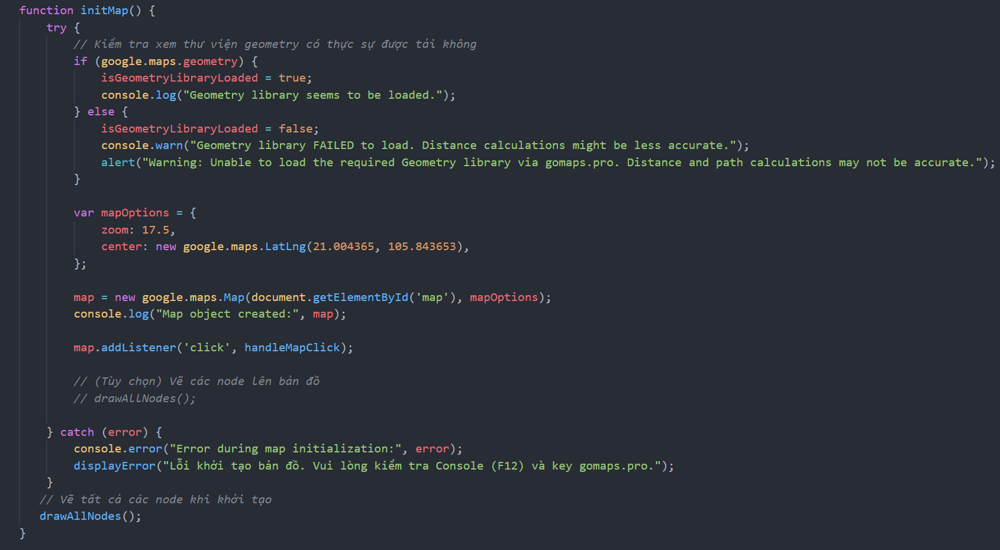 function initMap() {
try {
// Kiểm tra xem thư viện geometry có thực sự được tải không
if (google.maps.geometry) {
isGeometryLibraryLoaded = true;
console.log("Geometry library seems to be loaded.");
} else {
isGeometryLibraryLoaded = false;
console.warn("Geometry library FAILED to load. Distance calculations might be less accurate.");
alert("Warning: Unable to load the required Geometry library via gomaps.pro. Distance and path calculations may not be accurate.");
}
var mapOptions = {
zoom: 17.5,
center: new google.maps.LatLng(21.004365, 105.843653),
};
map = new google.maps.Map(document.getElementById('map'), mapOptions);
console.log("Map object created:", map);
map.addListener('click', handleMapClick);
// (Tùy chọn) Vẽ các node lên bản đồ
// drawAllNodes();
} catch (error) {
console.error("Error during map initialization:", error);
displayError("Lỗi khởi tạo bản đồ. Vui lòng kiểm tra Console (F12) và key gomaps.pro.");
}
// Vẽ tất cả các node khi khởi tạo
drawAllNodes();
}